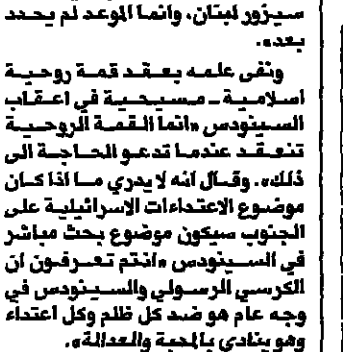 سيزور لبنان، وانما الموعد لم يحدد
بعد».
ونفى علمه بعقد قمة روحية
اسلامية ـ مسيحية في اعقاب
السينودس «انما القمة الروحية
تنعقد عندما تدعو الحاجة الى
ذلك». وقال انه لا يدري ما اذا كان
موضوع الاعتداءات الاسرائيلية على
الجنوب سيكون موضوع بحث مباشر
في السينودس «انتم تعرفون ان
الكرسي الرسولي والسينودس في
وجه عام هو ضد كل ظلم وكل اعتداء
وهو ينادي بالمحبة والعدالة».